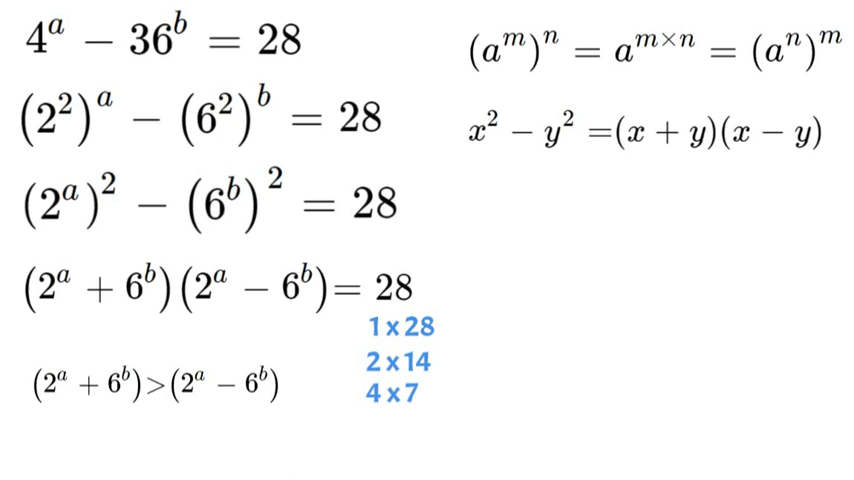 4^a − 36^b = 28
(2^2)^a − (6^2)^b = 28
(2^a)^2 − (6^b)^2 = 28
(2^a + 6^b)(2^a − 6^b)= 28
1 x 28
2 x 14
4 x 7
(2^a + 6^b)>(2^a − 6^b)
(a^m)^n = a^{m×n} = (a^n)^m
x^2 − y^2 =(x + y)(x − y)